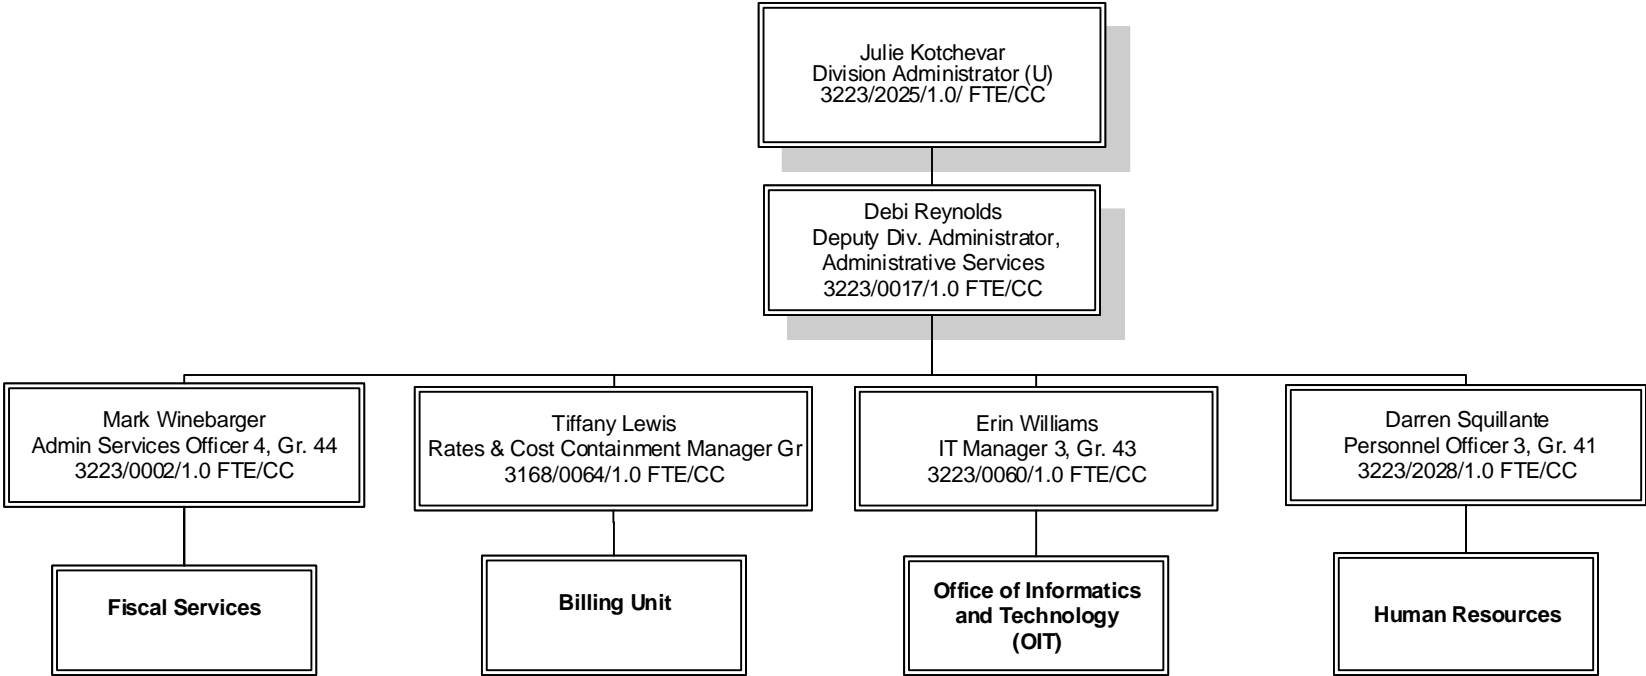 Julie Kotchevar
Division Administrator (U)
3223/2025/1.0/ FTE/CC
Debi Reynolds
Deputy Div. Administrator,
Administrative Services
3223/0017/1.0 FTE/CC
Mark Winebarger
Admin Services Officer 4, Gr. 44
3223/0002/1.0 FTE/CC
Tiffany Lewis
Rates & Cost Containment Manager Gr
3168/0064/1.0 FTE/CC
Erin Williams
IT Manager 3, Gr. 43
3223/0060/1.0 FTE/CC
Darren Squillante
Personnel Officer 3, Gr. 41
3223/2028/1.0 FTE/CC
Fiscal Services
Billing Unit
Office of Informatics
and Technology
(OIT)
Human Resources